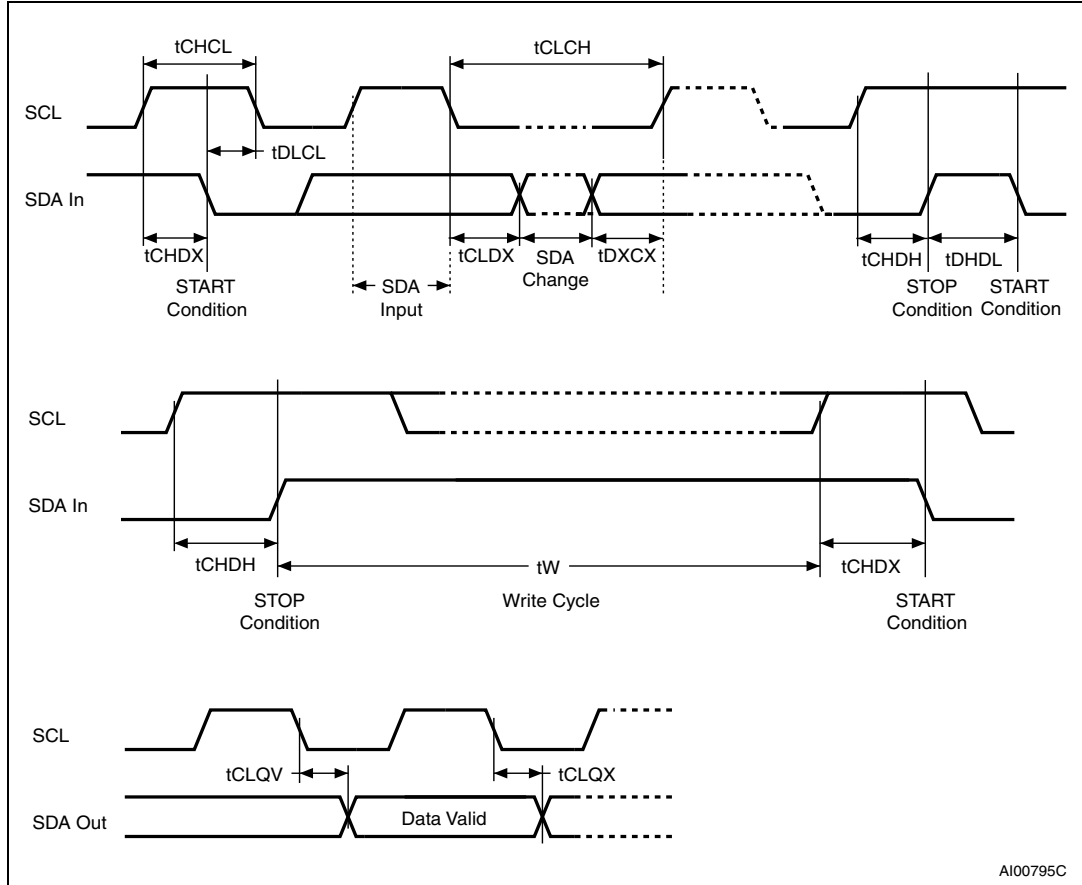 tCHCL
tCLCH
SCL
tDLCL
SDA In
tCHDX
tCLDX
SDA
Change
tDXCX
tCHDH
tDHDL
START
Condition
SDA
Input
STOP
Condition
START
Condition
SCL
SDA In
tCHDH
tW
tCHDX
STOP
Condition
Write Cycle
START
Condition
SCL
tCLQV
tCLQX
SDA Out
Data Valid
AI00795C